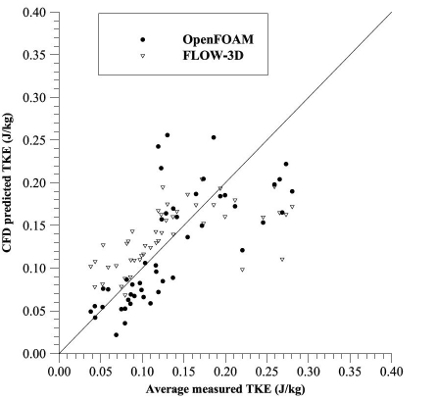 0.40
OpenFOAM
FLOW-3D
0.35
0.30
0.25
0.20
0.15
0.10
0.05
0.00
CFD predicted TKE (J/kg)
0.00 0.05 0.10 0.15 0.20 0.25 0.30 0.35 0.40
Average measured TKE (J/kg)